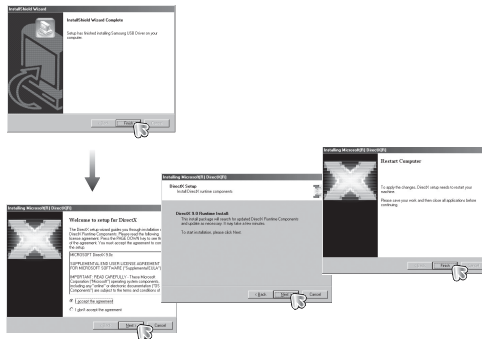 InstallShield Wizard
InstallShield Wizard Complete
Setup has finished installing Samsung USB Driver on your
computer.
Finish
Installing Microsoft(R) DirectX(R)
Welcome to setup for DirectX
The DirectX setup wizard guides you through installation of
DirectX Runtime Components. Please read the following
license agreement. Press the PAGE DOWN key to see the
of the agreement. You must accept the agreement to con
the setup.
MICROSOFT DirectX 9.0c
SUPPLEMENTAL END USER LICENSE AGREEMENT
FOR MICROSOFT SOFTWARE ("Supplemental EULA")
IMPORTANT: READ CAREFULLY - These Microsoft
Corporation ("Microsoft") operating system components,
including any "online" or electronic documentation ("OS
Components") are subject to the terms and conditions of
I accept the agreement
I don't accept the agreement
Next
Cancel
Installing Microsoft(R) DirectX(R)
DirectX Setup
Install DirectX runtime components
DirectX 9.0 Runtime Install:
The install package will search for updated DirectX Runtime Components
and update as necessary. It may take a few minutes.
To start installation, please click Next.
< Back
Next
Cancel
Installing Microsoft(R) DirectX(R)
Restart Computer
To apply the changes, DirectX setup needs to restart your
machine.
Please save your work and then close all applications before
continuing.
Finish